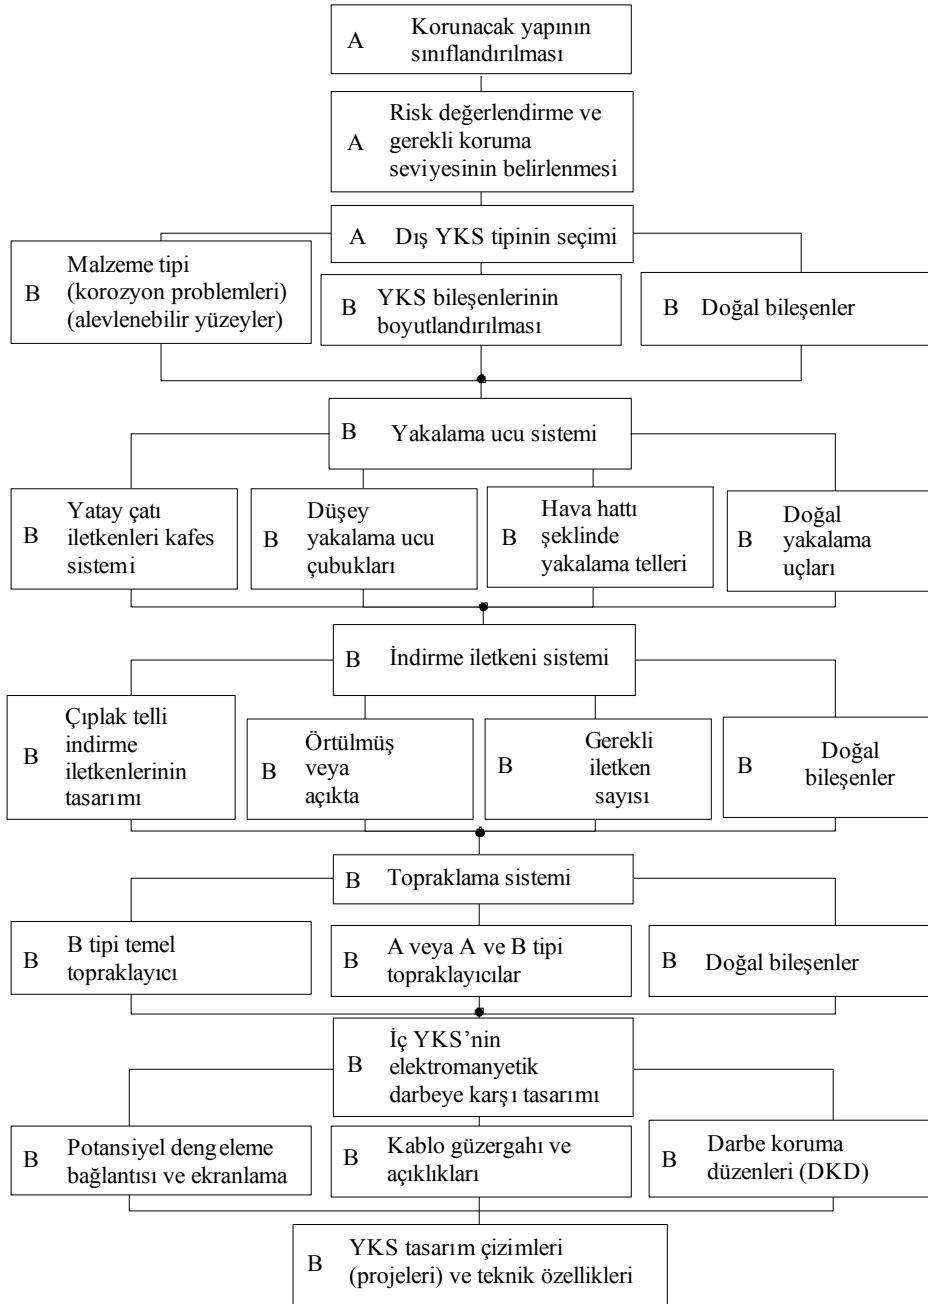 A
Korunacak yapının
sınıflandırılması
A
Risk değerlendirme ve
gerekli koruma
seviyesinin belirlenmesi
A
Dış YKS tipinin seçimi
B
Malzeme tipi
(korozyon problemleri)
(alevlenebilir yüzeyler)
B
YKS bileşenlerinin
boyutlandırılması
B
Doğal bileşenler
B
Yakalama ucu sistemi
B
Yatay çatı
iletkenleri kafes
sistemi
B
Düşey
yakalama ucu
çubukları
B
Hava hattı
şeklinde
yakalama telleri
B
Doğal
yakalama
uçları
B
İndirme iletkeni sistemi
B
Çıplak telli
indirme
iletkenlerinin
tasarımı
B
Örtülmüş
veya
açıkta
B
Gerekli
iletken
sayısı
B
Doğal
bileşenler
B
Topraklama sistemi
B
B tipi temel
topraklayıcı
B
A veya A ve B tipi
topraklayıcılar
B
Doğal bileşenler
B
İç YKS’nin
elektromanyetik
darbeye karşı tasarımı
B
Potansiyel dengeleme
bağlantısı ve ekranlama
B
Kablo güzergahı ve
açıklıkları
B
Darbe koruma
düzenleri (DKD)
B
YKS tasarım çizimleri
(projeleri) ve teknik özellikleri